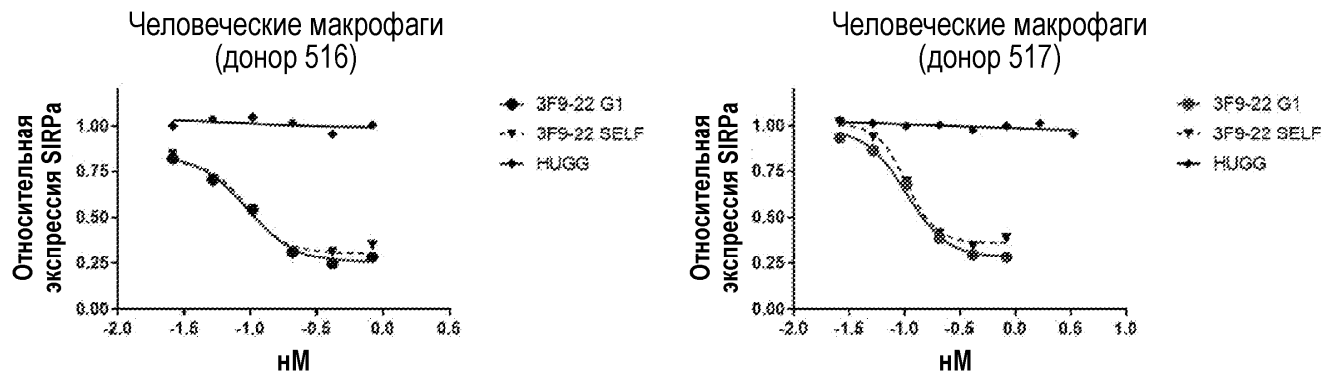 Человеческие макрофаги
(донор 516)
Относительная
экспрессия SIRPa
1.00
0.75
0.50
0.25
0.00
-2.0
-1.5
-1.0
-0.5
0.0
0.5
нМ
3F9-22 G1
3F9-22 SELF
HUGG
Человеческие макрофаги
(донор 517)
Относительная
экспрессия SIRPa
1.00
0.75
0.50
0.25
0.00
-2.0
-1.5
-1.0
-0.5
0.0
0.5
1.0
нМ
3F9-22 G1
3F9-22 SELF
HUGG